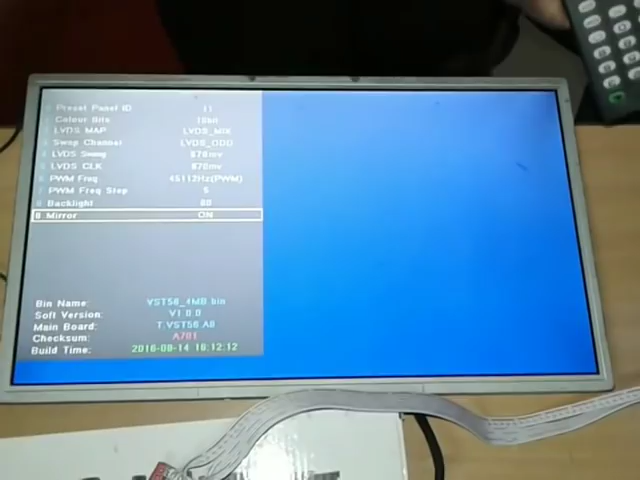 Preset Panel ID 11
Colour Bits 10bit
LVDS MAP LVDS_MIX
Swap Channel LVDS_ODD
LVDS Swing 870mv
LVDS CLK 870mv
PWM Freq 45112Hz(PWM)
PWM Freq Step 5
Backlight 80
Mirror ON
Bin Name: VST56_4MB bin
Soft Version: V1.0.0
Main Board: T.VST56.A8
Checksum: A701
Build Time: 2016-09-14 16:12:12